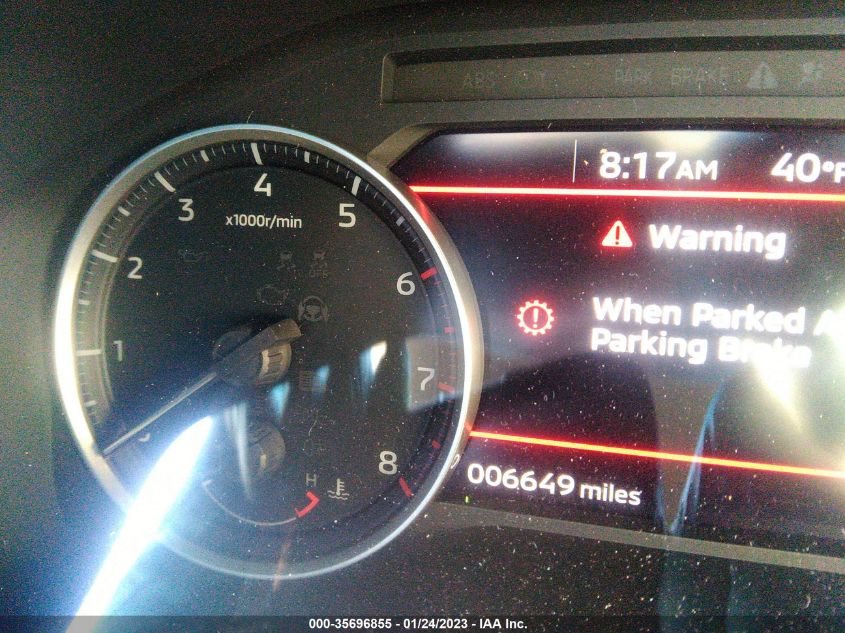 ABS
PARK BRAKE
8:17AM 40°F
Warning
When Parked A
Parking Brake
006649 miles
4
3
5
x1000r/min
2
6
1
7
8
0
H
000-35696855 / 01/24/2023 - IAA Inc.